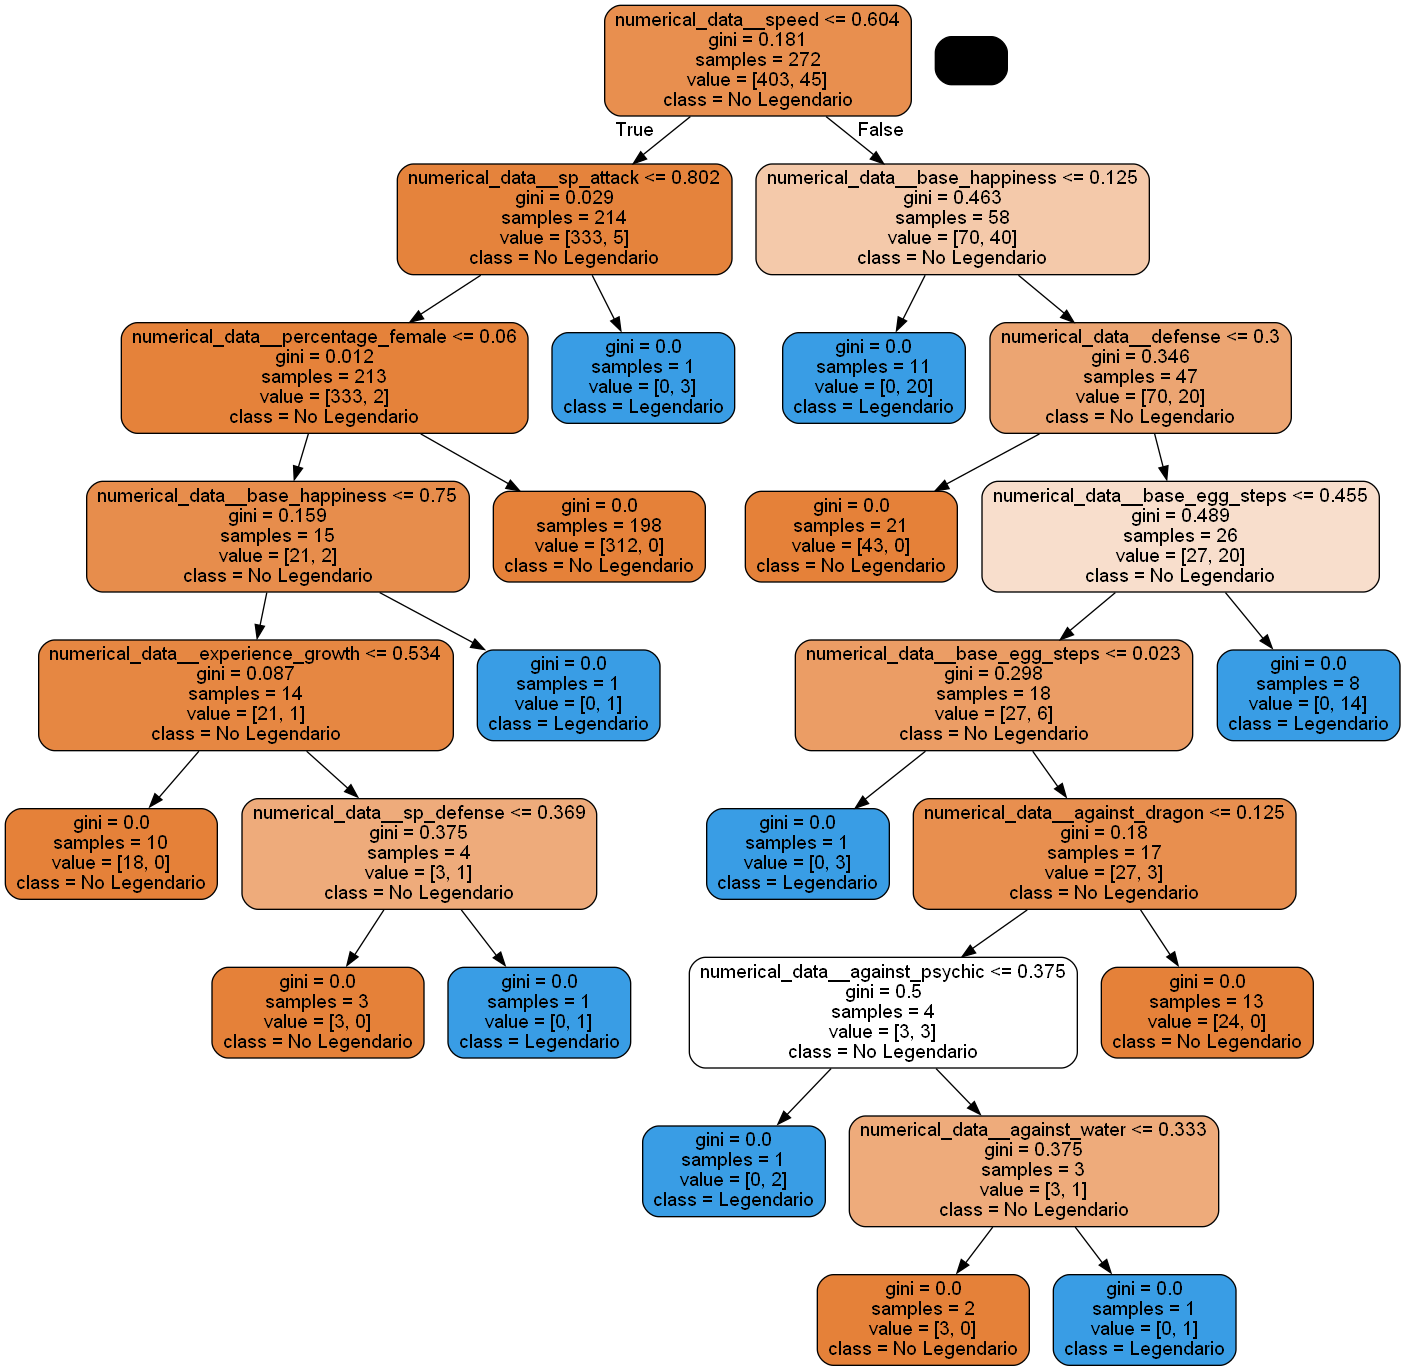 numerical_data__speed <= 0.604
gini = 0.181
samples = 272
value = [403, 45]
class = No Legendario
True
False
numerical_data__sp_attack <= 0.802
gini = 0.029
samples = 214
value = [333, 5]
class = No Legendario
numerical_data__base_happiness <= 0.125
gini = 0.463
samples = 58
value = [70, 40]
class = No Legendario
numerical_data__percentage_female <= 0.06
gini = 0.012
samples = 213
value = [333, 2]
class = No Legendario
gini = 0.0
samples = 1
value = [0, 3]
class = Legendario
gini = 0.0
samples = 11
value = [0, 20]
class = Legendario
numerical_data__defense <= 0.3
gini = 0.346
samples = 47
value = [70, 20]
class = No Legendario
numerical_data__base_happiness <= 0.75
gini = 0.159
samples = 15
value = [21, 2]
class = No Legendario
gini = 0.0
samples = 198
value = [312, 0]
class = No Legendario
gini = 0.0
samples = 21
value = [43, 0]
class = No Legendario
numerical_data__base_egg_steps <= 0.455
gini = 0.489
samples = 26
value = [27, 20]
class = No Legendario
numerical_data__experience_growth <= 0.534
gini = 0.087
samples = 14
value = [21, 1]
class = No Legendario
gini = 0.0
samples = 1
value = [0, 1]
class = Legendario
numerical_data__base_egg_steps <= 0.023
gini = 0.298
samples = 18
value = [27, 6]
class = No Legendario
gini = 0.0
samples = 8
value = [0, 14]
class = Legendario
gini = 0.0
samples = 10
value = [18, 0]
class = No Legendario
numerical_data__sp_defense <= 0.369
gini = 0.375
samples = 4
value = [3, 1]
class = No Legendario
gini = 0.0
samples = 1
value = [0, 3]
class = Legendario
numerical_data__against_dragon <= 0.125
gini = 0.18
samples = 17
value = [27, 3]
class = No Legendario
gini = 0.0
samples = 3
value = [3, 0]
class = No Legendario
gini = 0.0
samples = 1
value = [0, 1]
class = Legendario
numerical_data__against_psychic <= 0.375
gini = 0.5
samples = 4
value = [3, 3]
class = No Legendario
gini = 0.0
samples = 13
value = [24, 0]
class = No Legendario
gini = 0.0
samples = 1
value = [0, 2]
class = Legendario
numerical_data__against_water <= 0.333
gini = 0.375
samples = 3
value = [3, 1]
class = No Legendario
gini = 0.0
samples = 2
value = [3, 0]
class = No Legendario
gini = 0.0
samples = 1
value = [0, 1]
class = Legendario